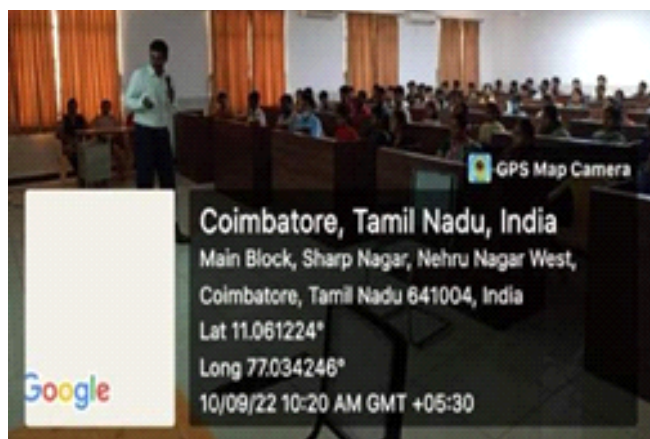 GPS Map Camera
Coimbatore, Tamil Nadu, India
Main Block, Sharp Nagar, Nehru Nagar West,
Coimbatore, Tamil Nadu 641004, India
Lat 11.061224°
Long 77.034246°
Google
10/09/22 10:20 AM GMT +05:30